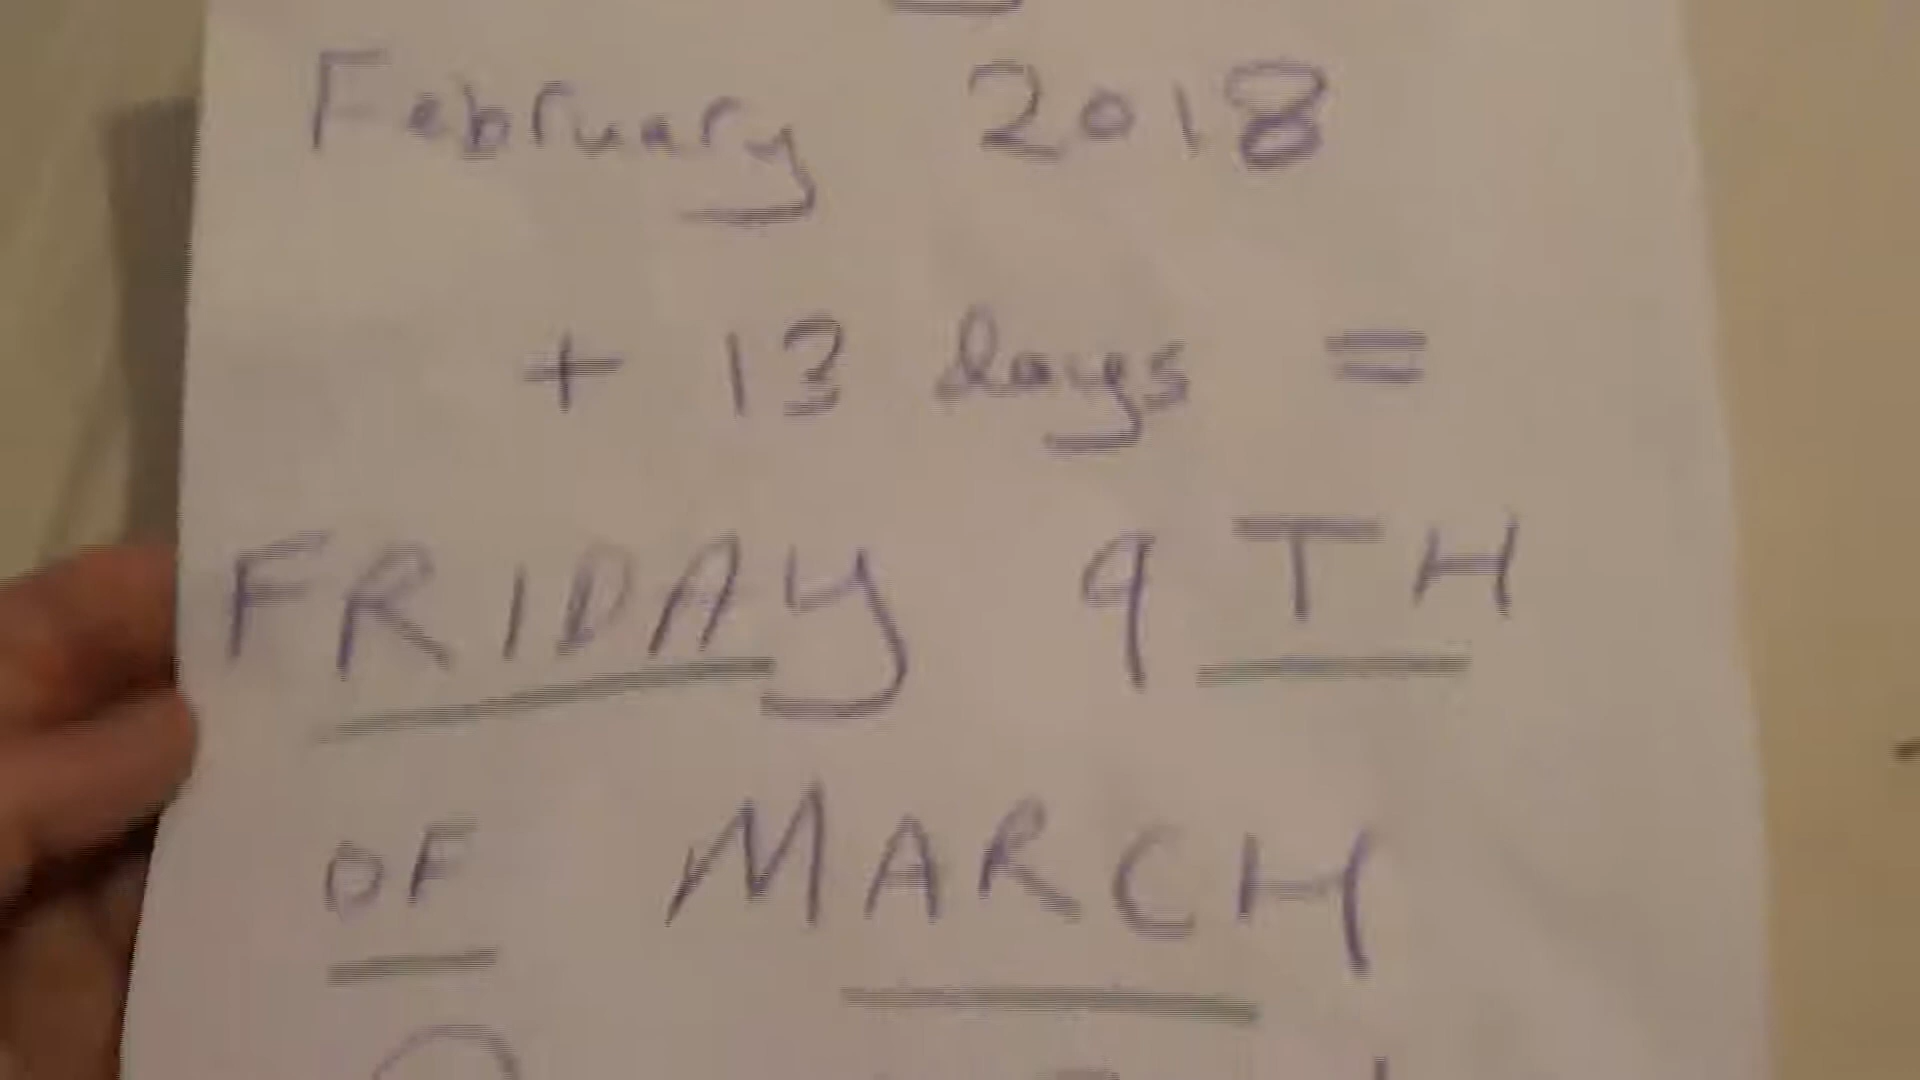 February 2018
+ 13 days =
FRIDAY 9TH
OF MARCH